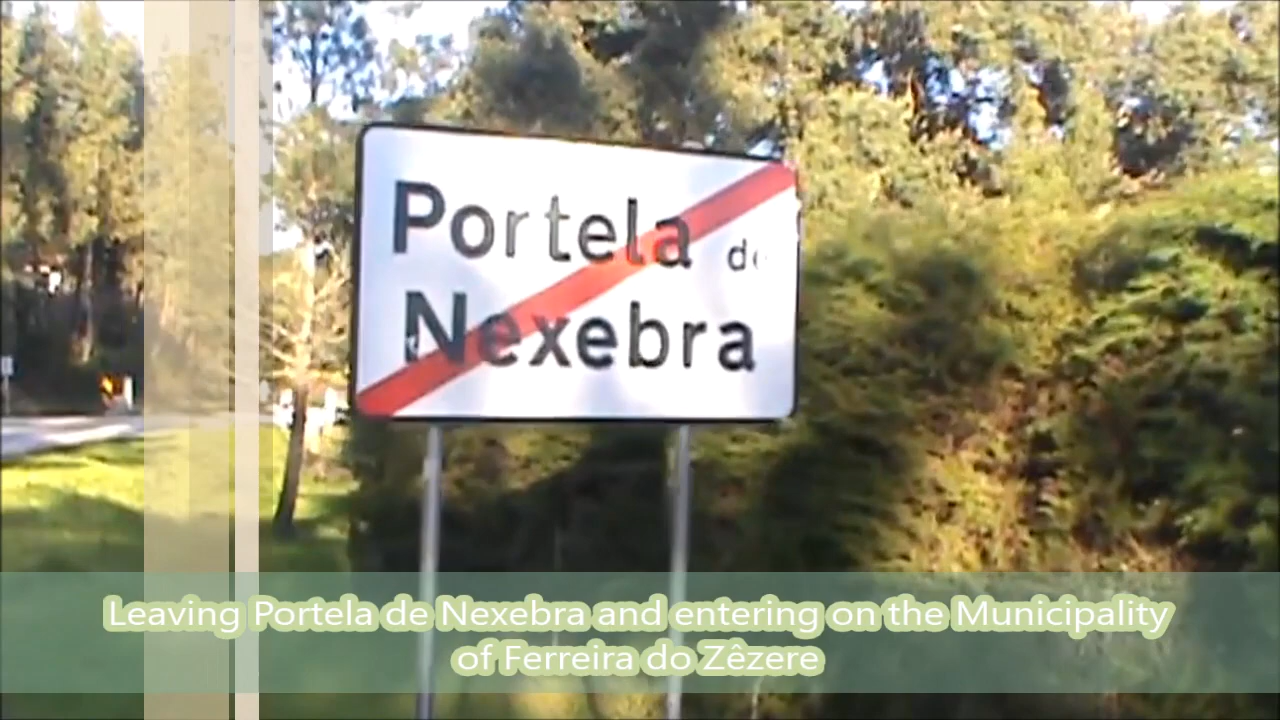 Portela de
Nexebra
Leaving Portela de Nexebra and entering on the Municipality
of Ferreira do Zêzere